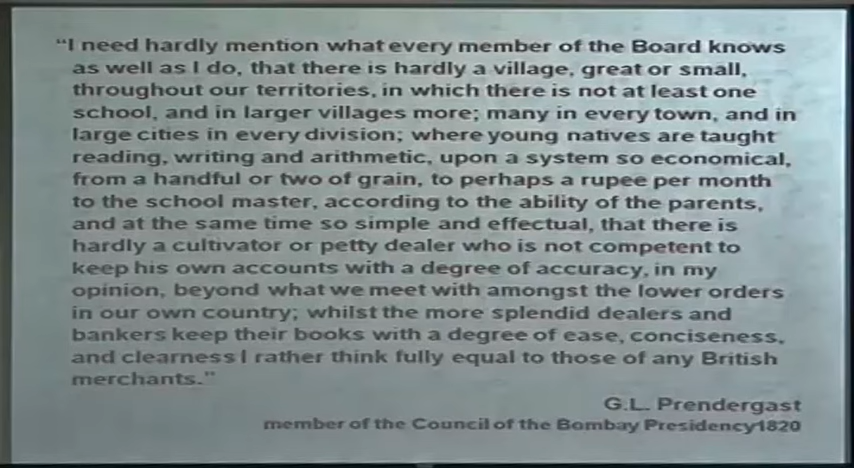 “I need hardly mention what every member of the Board knows
as well as I do, that there is hardly a village, great or small,
throughout our territories, in which there is not at least one
school, and in larger villages more; many in every town, and in
large cities in every division; where young natives are taught
reading, writing and arithmetic, upon a system so economical,
from a handful or two of grain, to perhaps a rupee per month
to the school master, according to the ability of the parents,
and at the same time so simple and effectual, that there is
hardly a cultivator or petty dealer who is not competent to
keep his own accounts with a degree of accuracy, in my
opinion, beyond what we meet with amongst the lower orders
in our own country; whilst the more splendid dealers and
bankers keep their books with a degree of ease, conciseness,
and clearness I rather think fully equal to those of any British
merchants.”
G.L. Prendergast
member of the Council of the Bombay Presidency1820